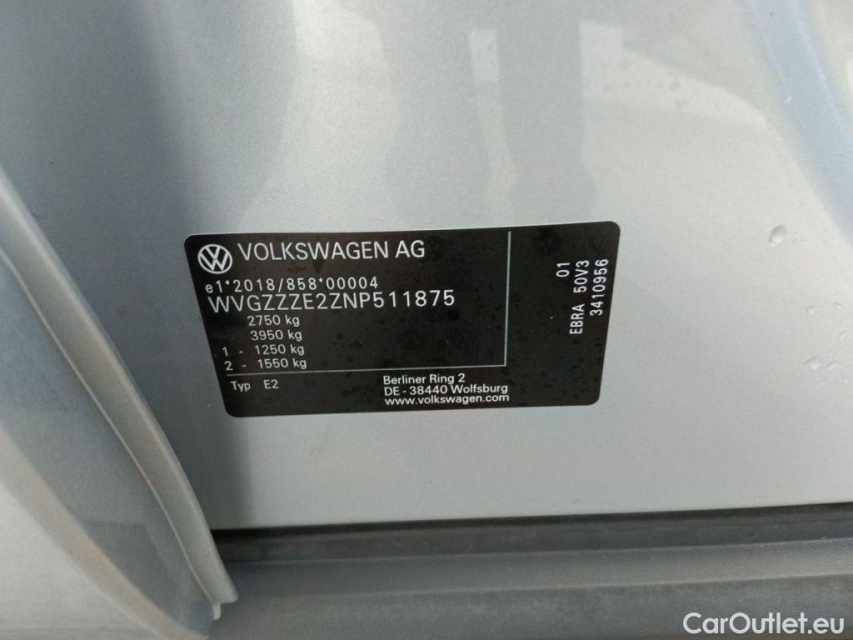 VOLKSWAGEN AG
e1*2018/858*00004
WVGZZZE2ZNP511875
2750 kg
3950 kg
1 - 1250 kg
2 - 1550 kg
Typ E2
Berliner Ring 2
DE - 38440 Wolfsburg
www.volkswagen.com
01
EBRA 50V3
3410956
CarOutlet.eu